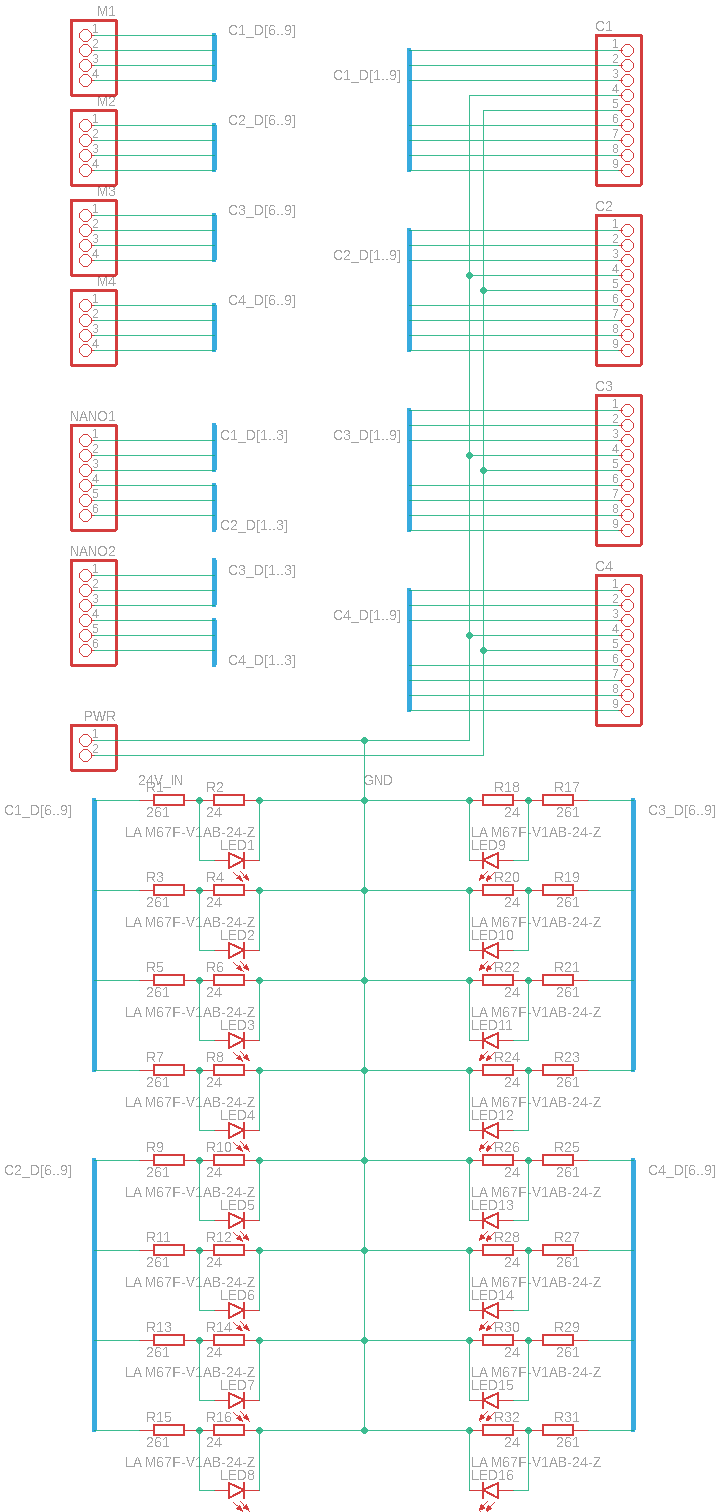 M1
1
2
3
4
C1_D[6..9]
M2
1
2
3
4
C2_D[6..9]
M3
1
2
3
4
C3_D[6..9]
M4
1
2
3
4
C4_D[6..9]
NANO1
1
2
3
4
5
6
C1_D[1..3]
C2_D[1..3]
NANO2
1
2
3
4
5
6
C3_D[1..3]
C4_D[1..3]
PWR
1
2
24V_IN
GND
C1
C1_D[1..9]
1
2
3
4
5
6
7
8
9
C2
C2_D[1..9]
1
2
3
4
5
6
7
8
9
C3
C3_D[1..9]
1
2
3
4
5
6
7
8
9
C4
C4_D[1..9]
1
2
3
4
5
6
7
8
9
C1_D[6..9]
R1 R2
261 24
LA M67F-V1AB-24-Z
LED1
R3 R4
261 24
LA M67F-V1AB-24-Z
LED2
R5 R6
261 24
LA M67F-V1AB-24-Z
LED3
R7 R8
261 24
LA M67F-V1AB-24-Z
LED4
C2_D[6..9]
R9 R10
261 24
LA M67F-V1AB-24-Z
LED5
R11 R12
261 24
LA M67F-V1AB-24-Z
LED6
R13 R14
261 24
LA M67F-V1AB-24-Z
LED7
R15 R16
261 24
LA M67F-V1AB-24-Z
LED8
C3_D[6..9]
R18 R17
24 261
LA M67F-V1AB-24-Z
LED9
R20 R19
24 261
LA M67F-V1AB-24-Z
LED10
R22 R21
24 261
LA M67F-V1AB-24-Z
LED11
R24 R23
24 261
LA M67F-V1AB-24-Z
LED12
C4_D[6..9]
R26 R25
24 261
LA M67F-V1AB-24-Z
LED13
R28 R27
24 261
LA M67F-V1AB-24-Z
LED14
R30 R29
24 261
LA M67F-V1AB-24-Z
LED15
R32 R31
24 261
LA M67F-V1AB-24-Z
LED16